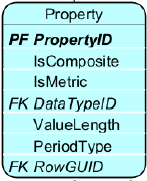 Property
PF PropertyID
IsComposite
IsMetric
FK DataTypeID
ValueLength
PeriodType
FK RowGUID